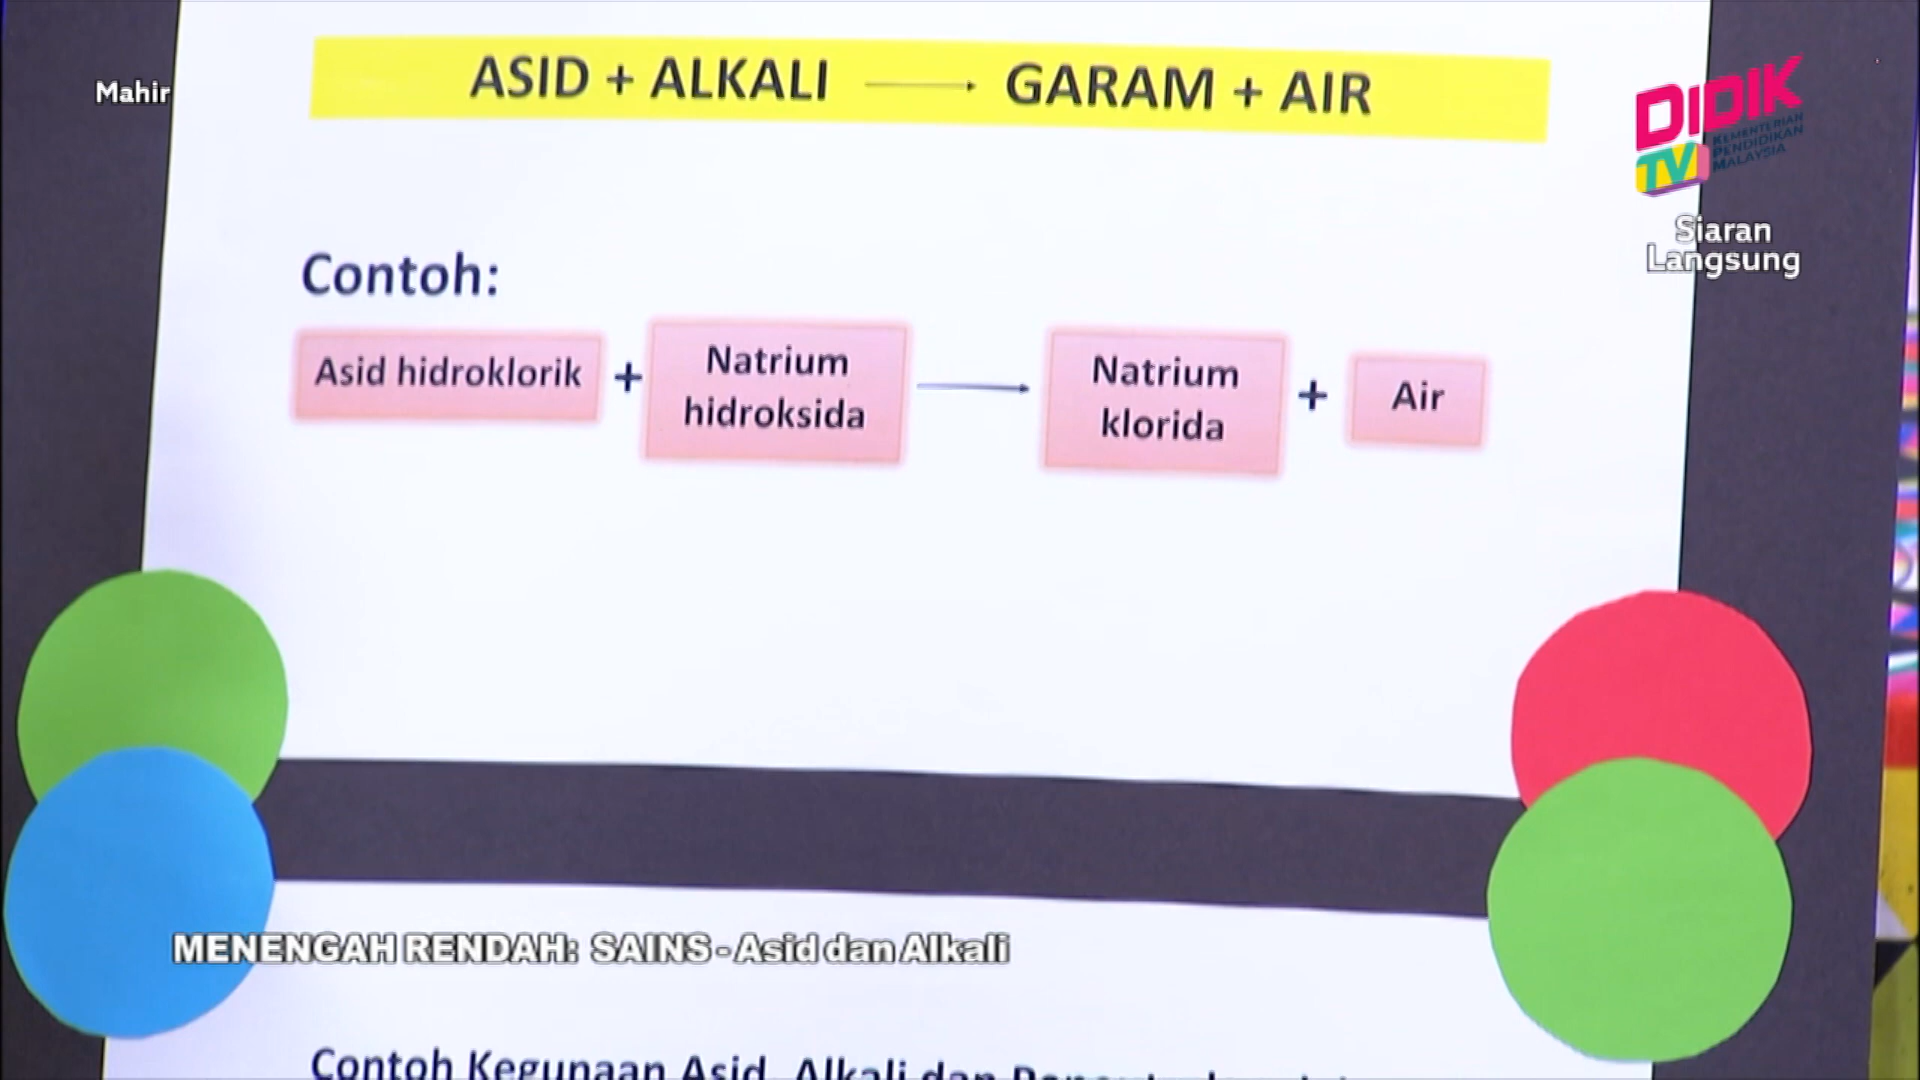 Mahir
ASID + ALKALI → GARAM + AIR
DIDIK
TV
KEMENTERIAN
PENDIDIKAN
MALAYSIA
Siaran
Langsung
Contoh:
Asid hidroklorik + Natrium hidroksida → Natrium klorida + Air
MENENGAH RENDAH: SAINS - Asid dan Alkali
Contoh Kegunaan Asid, Alkali dan